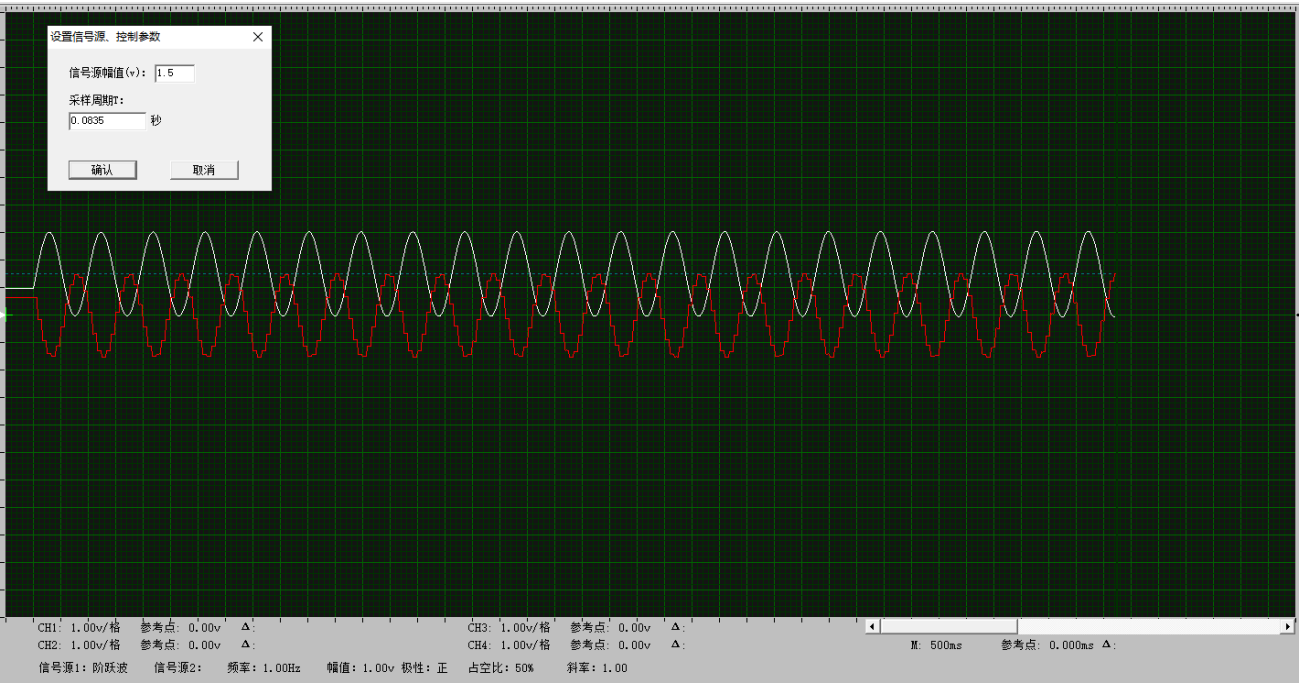 设置信号源、控制参数
信号源幅值(v): 1.5
采样周期T:
0.0835 秒
确认 取消
CH1: 1.00v/格 参考点: 0.00v Δ: CH3: 1.00v/格 参考点: 0.00v Δ:
CH2: 1.00v/格 参考点: 0.00v Δ: CH4: 1.00v/格 参考点: 0.00v Δ: M: 500ms 参考点: 0.000ms Δ:
信号源1: 阶跃波 信号源2: 频率: 1.00Hz 幅值: 1.00v 极性: 正 占空比: 50% 斜率: 1.00